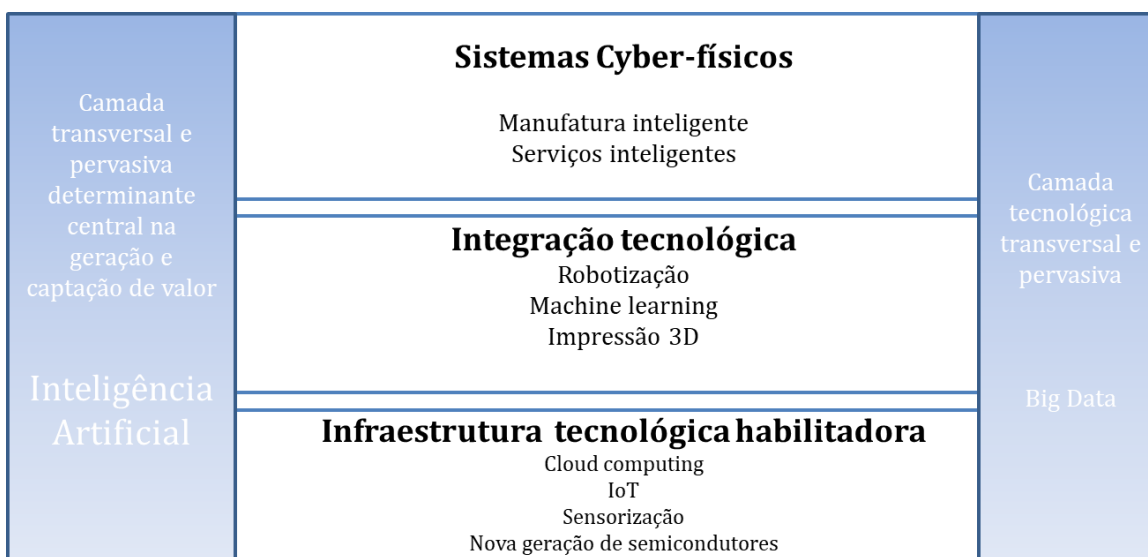 Camada
transversal e
pervasiva
determinante
central na
geração e
captação de valor
Inteligência
Artificial
Sistemas Cyber-físicos
Manufatura inteligente
Serviços inteligentes
Integração tecnológica
Robotização
Machine learning
Impressão 3D
Infraestrutura tecnológica habilitadora
Cloud computing
IoT
Sensorização
Nova geração de semicondutores
Camada
tecnológica
transversal e
pervasiva
Big Data